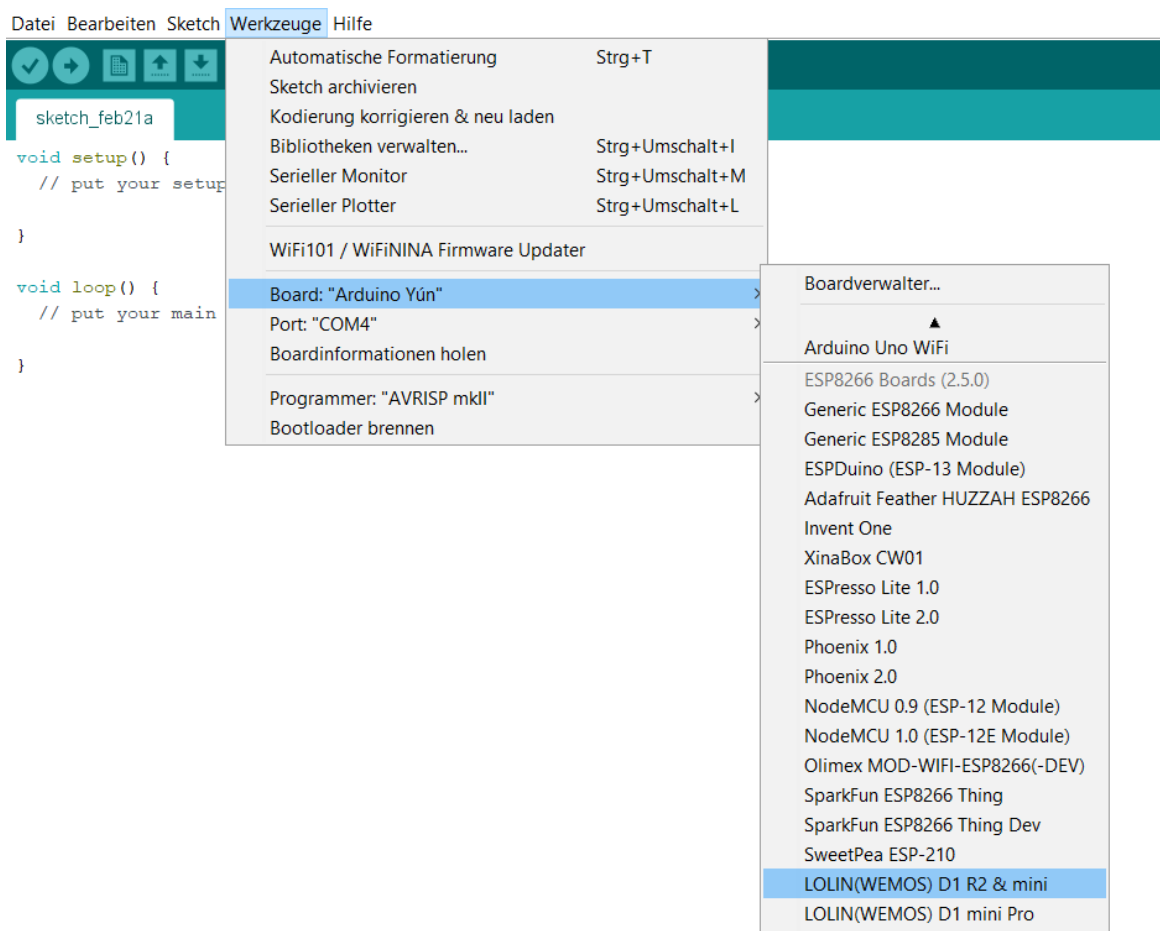 Datei Bearbeiten Sketch Werkzeuge Hilfe
sketch_feb21a
void setup() {
// put your setup
}
void loop() {
// put your main
}
Automatische Formatierung Strg+T
Sketch archivieren
Kodierung korrigieren & neu laden
Bibliotheken verwalten... Strg+Umschalt+I
Serieller Monitor Strg+Umschalt+M
Serieller Plotter Strg+Umschalt+L
WiFi101 / WiFiNINA Firmware Updater
Board: "Arduino Yún"
Port: "COM4"
Boardinformationen holen
Programmer: "AVRISP mkII"
Bootloader brennen
Boardverwalter...
Arduino Uno WiFi
ESP8266 Boards (2.5.0)
Generic ESP8266 Module
Generic ESP8285 Module
ESPDuino (ESP-13 Module)
Adafruit Feather HUZZAH ESP8266
Invent One
XinaBox CW01
ESPresso Lite 1.0
ESPresso Lite 2.0
Phoenix 1.0
Phoenix 2.0
NodeMCU 0.9 (ESP-12 Module)
NodeMCU 1.0 (ESP-12E Module)
Olimex MOD-WIFI-ESP8266(-DEV)
SparkFun ESP8266 Thing
SparkFun ESP8266 Thing Dev
SweetPea ESP-210
LOLIN(WEMOS) D1 R2 & mini
LOLIN(WEMOS) D1 mini Pro